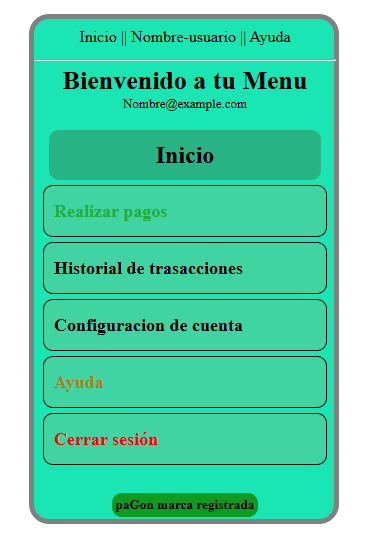 Inicio || Nombre-usuario || Ayuda
Bienvenido a tu Menu
Nombre@example.com
Inicio
Realizar pagos
Historial de trasacciones
Configuracion de cuenta
Ayuda
Cerrar sesión
paGon marca registrada